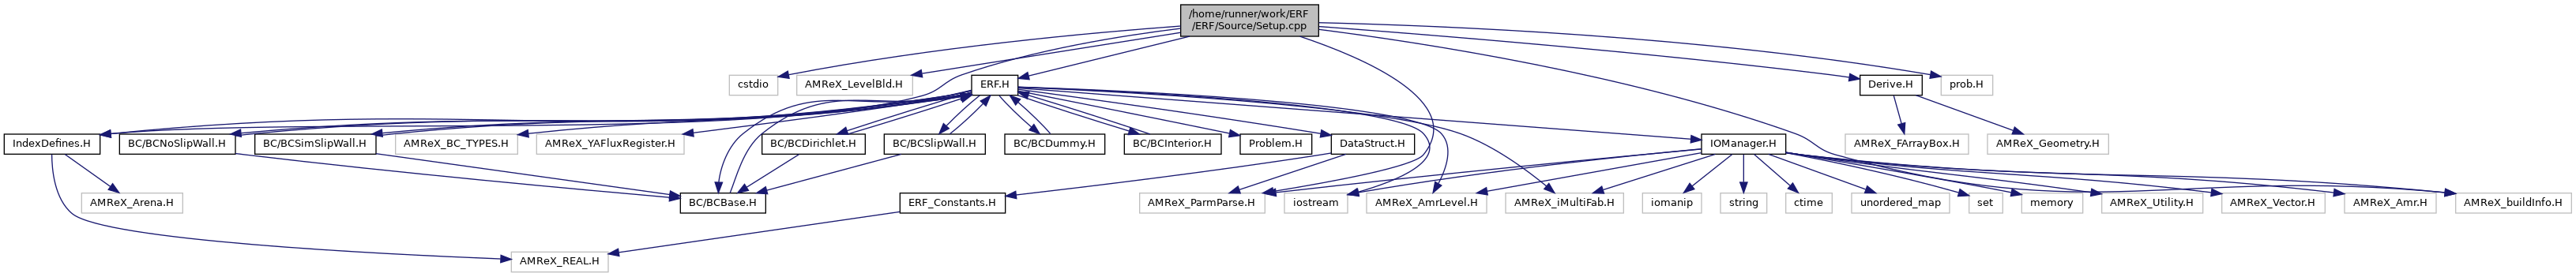 /home/runner/work/ERF
/ERF/Source/Setup.cpp
cstdio
AMReX_LevelBld.H
ERF.H
Derive.H
prob.H
IndexDefines.H
BC/BCNoSlipWall.H
BC/BCSimSlipWall.H
AMReX_BC_TYPES.H
AMReX_YAFluxRegister.H
BC/BCDirichlet.H
BC/BCSlipWall.H
BC/BCDummy.H
BC/BCInterior.H
Problem.H
DataStruct.H
IOManager.H
AMReX_FArrayBox.H
AMReX_Geometry.H
AMReX_Arena.H
BC/BCBase.H
ERF_Constants.H
AMReX_ParmParse.H
iostream
AMReX_AmrLevel.H
AMReX_iMultiFab.H
iomanip
string
ctime
unordered_map
set
memory
AMReX_Utility.H
AMReX_Vector.H
AMReX_Amr.H
AMReX_buildInfo.H
AMReX_REAL.H